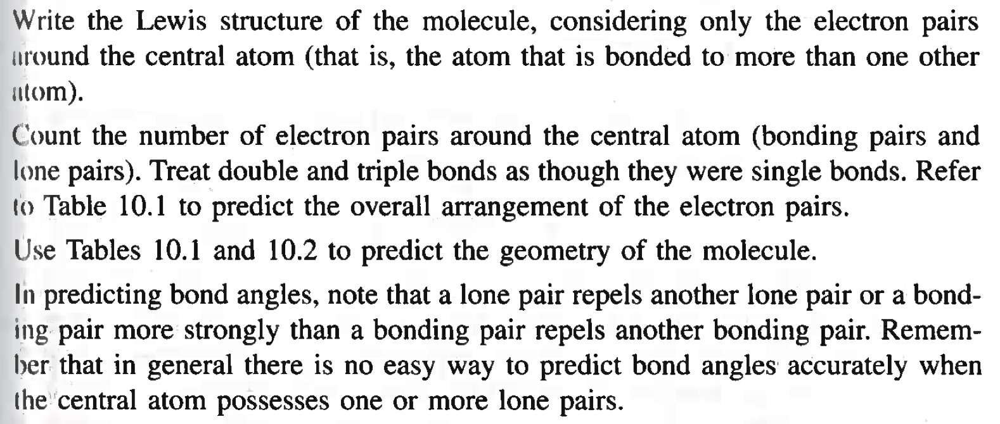 Write the Lewis structure of the molecule, considering only the electron pairs
around the central atom (that is, the atom that is bonded to more than one other
atom).
Count the number of electron pairs around the central atom (bonding pairs and
lone pairs). Treat double and triple bonds as though they were single bonds. Refer
to Table 10.1 to predict the overall arrangement of the electron pairs.
Use Tables 10.1 and 10.2 to predict the geometry of the molecule.
In predicting bond angles, note that a lone pair repels another lone pair or a bond-
ing pair more strongly than a bonding pair repels another bonding pair. Remem-
ber that in general there is no easy way to predict bond angles accurately when
the central atom possesses one or more lone pairs.